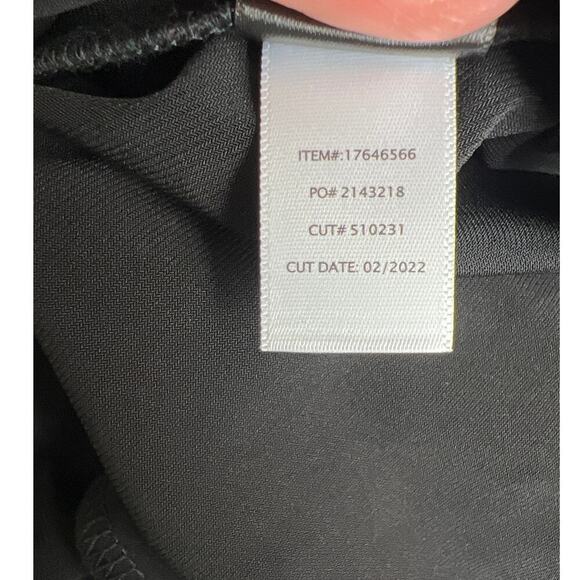 ITEM#:17646566
PO# 2143218
CUT# 510231
CUT DATE: 02/2022